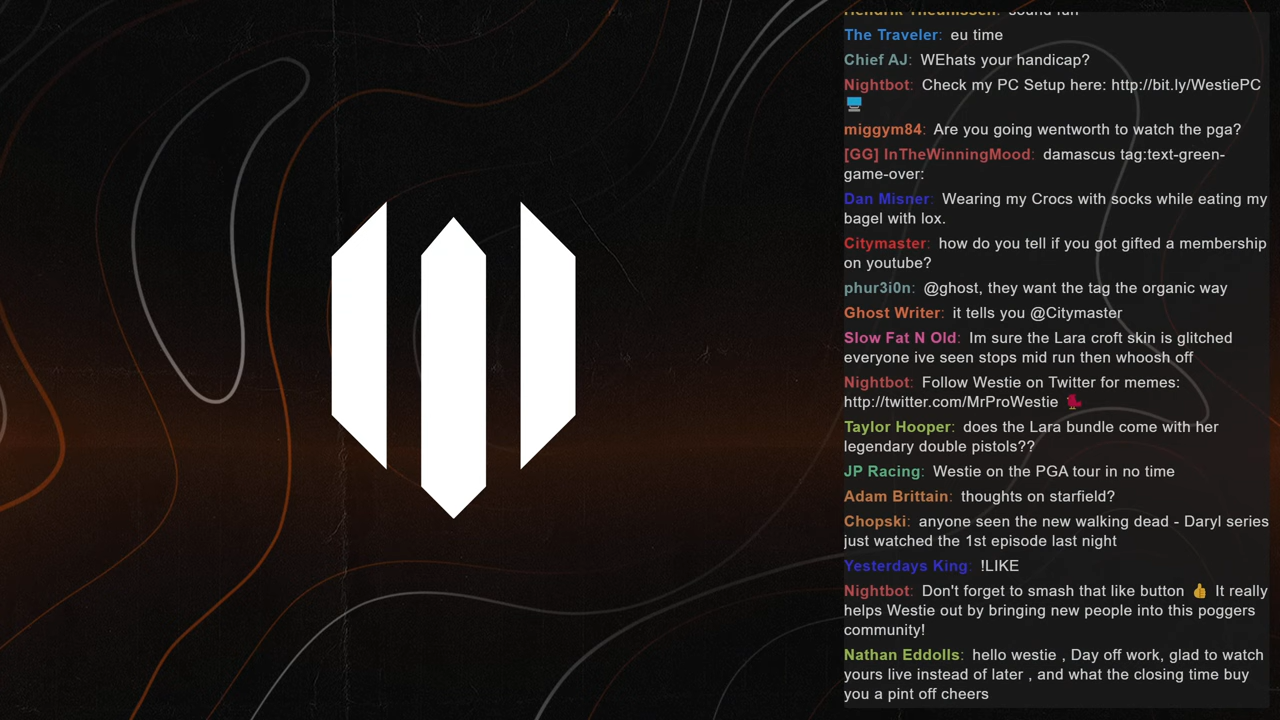 Hendrik Theunissen: sound fun
The Traveler: eu time
Chief AJ: WEhats your handicap?
Nightbot: Check my PC Setup here: http://bit.ly/WestiePC
miggym84: Are you going wentworth to watch the pga?
[GG] InTheWinningMood: damascus tag:text-green-
game-over:
Dan Misner: Wearing my Crocs with socks while eating my
bagel with lox.
Citymaster: how do you tell if you got gifted a membership
on youtube?
phur3i0n: @ghost, they want the tag the organic way
Ghost Writer: it tells you @Citymaster
Slow Fat N Old: Im sure the Lara croft skin is glitched
everyone ive seen stops mid run then whoosh off
Nightbot: Follow Westie on Twitter for memes:
http://twitter.com/MrProWestie
Taylor Hooper: does the Lara bundle come with her
legendary double pistols??
JP Racing: Westie on the PGA tour in no time
Adam Brittain: thoughts on starfield?
Chopski: anyone seen the new walking dead - Daryl series
just watched the 1st episode last night
Yesterdays King: !LIKE
Nightbot: Don't forget to smash that like button 👍 It really
helps Westie out by bringing new people into this poggers
community!
Nathan Eddolls: hello westie , Day off work, glad to watch
yours live instead of later , and what the closing time buy
you a pint off cheers